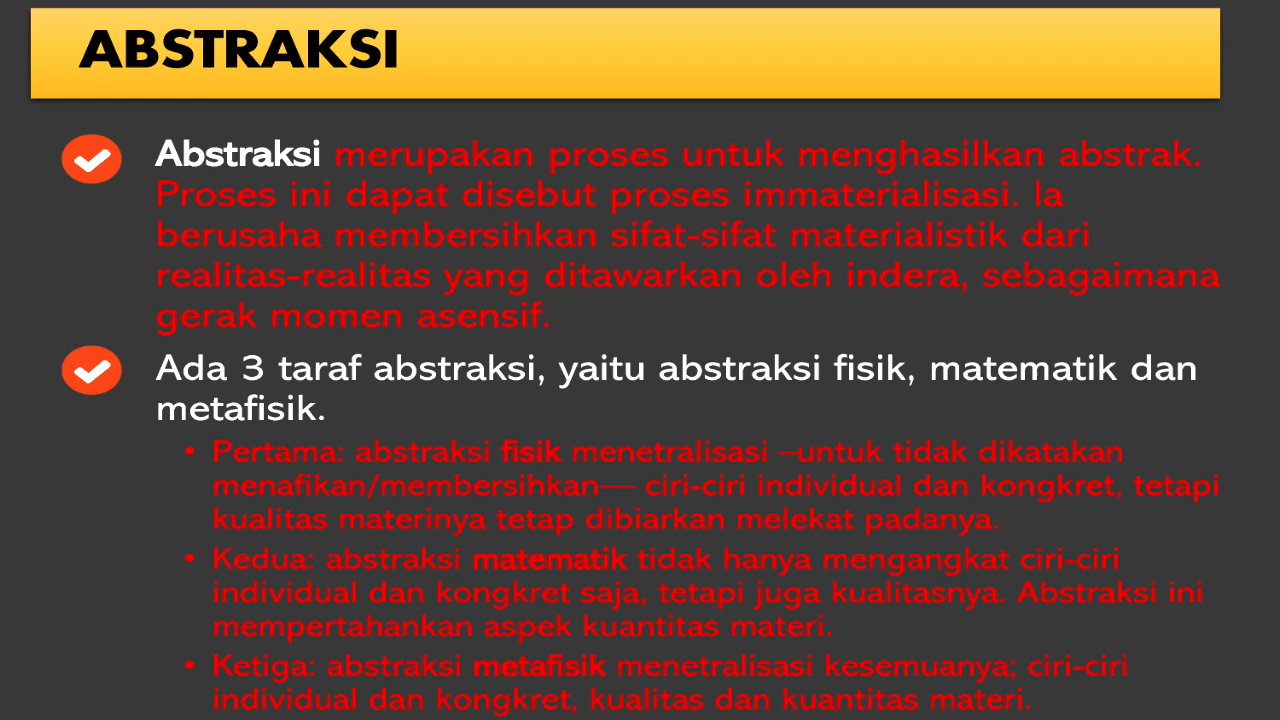 ABSTRAKSI
Abstraksi merupakan proses untuk menghasilkan abstrak.
Proses ini dapat disebut proses immaterialisasi. Ia
berusaha membersihkan sifat-sifat materialistik dari
realitas-realitas yang ditawarkan oleh indera, sebagaimana
gerak momen asensif.
Ada 3 taraf abstraksi, yaitu abstraksi fisik, matematik dan
metafisik.
• Pertama: abstraksi fisik menetralisasi –untuk tidak dikatakan
menafikan/membersihkan— ciri-ciri individual dan kongkret, tetapi
kualitas materinya tetap dibiarkan melekat padanya.
• Kedua: abstraksi matematik tidak hanya mengangkat ciri-ciri
individual dan kongkret saja, tetapi juga kualitasnya. Abstraksi ini
mempertahankan aspek kuantitas materi.
• Ketiga: abstraksi metafisik menetralisasi kesemuanya; ciri-ciri
individual dan kongkret, kualitas dan kuantitas materi.